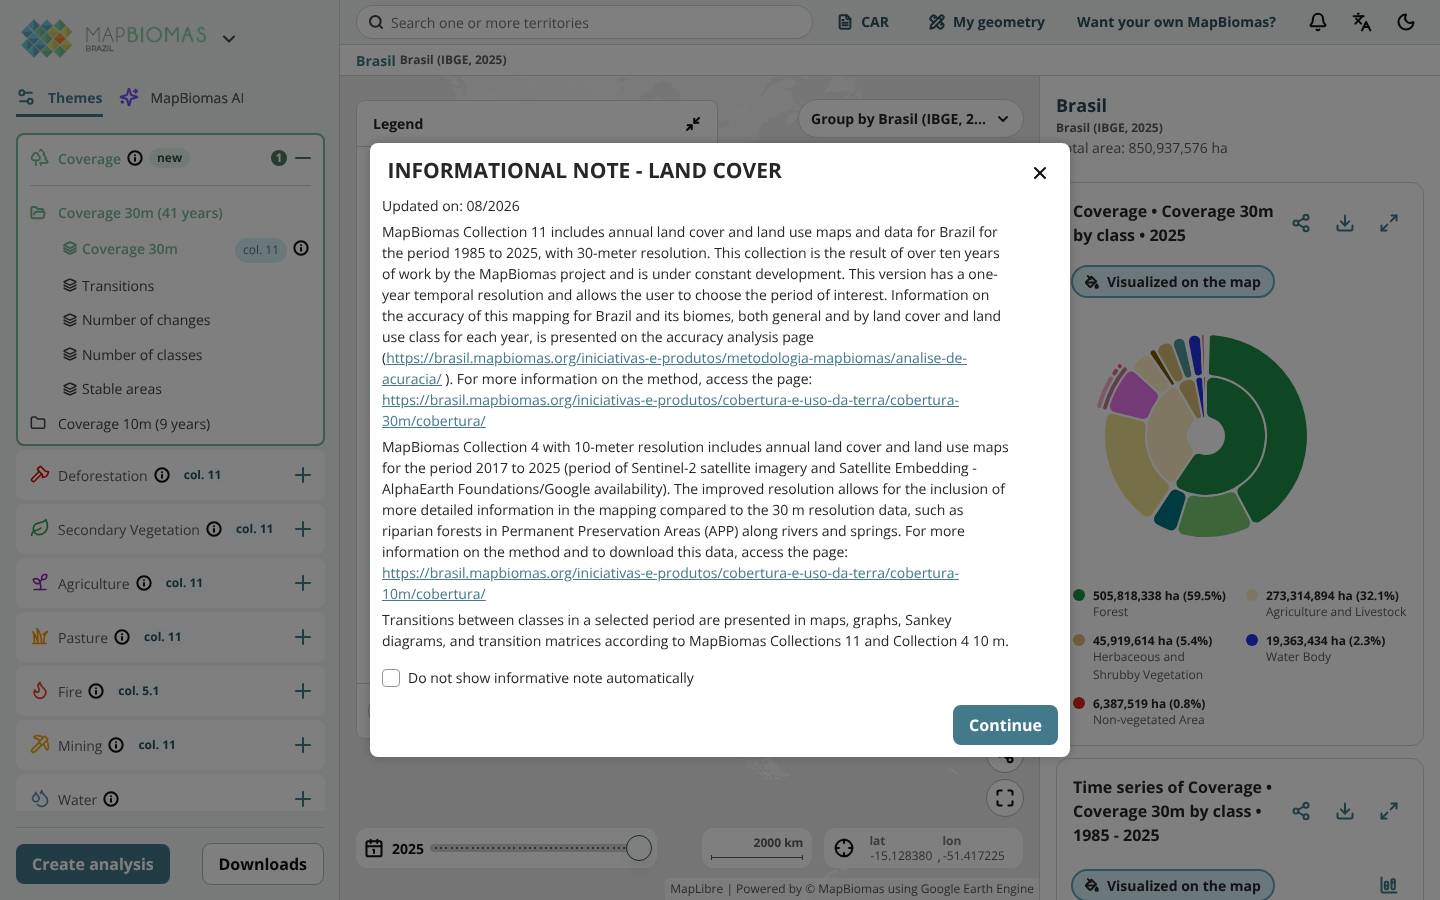 MAPBIOMAS
BRAZIL
Search one or more territories
CAR
My geometry
Want your own MapBiomas?
Brasil Brasil (IBGE, 2025)
Themes
MapBiomas AI
Coverage new 1
Coverage 30m (41 years)
Coverage 30m col. 11
Transitions
Number of changes
Number of classes
Stable areas
Coverage 10m (9 years)
Deforestation col. 11
Secondary Vegetation col. 11
Agriculture col. 11
Pasture col. 11
Fire col. 5.1
Mining col. 11
Water
Create analysis
Downloads
Legend
Group by Brasil (IBGE, 2...
INFORMATIONAL NOTE - LAND COVER
Updated on: 08/2026
MapBiomas Collection 11 includes annual land cover and land use maps and data for Brazil for
the period 1985 to 2025, with 30-meter resolution. This collection is the result of over ten years
of work by the MapBiomas project and is under constant development. This version has a one-
year temporal resolution and allows the user to choose the period of interest. Information on
the accuracy of this mapping for Brazil and its biomes, both general and by land cover and land
use class for each year, is presented on the accuracy analysis page
(https://brasil.mapbiomas.org/iniciativas-e-produtos/metodologia-mapbiomas/analise-de-
acuracia/ ). For more information on the method, access the page:
https://brasil.mapbiomas.org/iniciativas-e-produtos/cobertura-e-uso-da-terra/cobertura-
30m/cobertura/
MapBiomas Collection 4 with 10-meter resolution includes annual land cover and land use maps
for the period 2017 to 2025 (period of Sentinel-2 satellite imagery and Satellite Embedding -
AlphaEarth Foundations/Google availability). The improved resolution allows for the inclusion of
more detailed information in the mapping compared to the 30 m resolution data, such as
riparian forests in Permanent Preservation Areas (APP) along rivers and springs. For more
information on the method and to download this data, access the page:
https://brasil.mapbiomas.org/iniciativas-e-produtos/cobertura-e-uso-da-terra/cobertura-
10m/cobertura/
Transitions between classes in a selected period are presented in maps, graphs, Sankey
diagrams, and transition matrices according to MapBiomas Collections 11 and Collection 4 10 m.
Do not show informative note automatically
Continue
2025
2000 km
lat lon
-15.128380 , -51.417225
MapLibre | Powered by © MapBiomas using Google Earth Engine
Brasil
Brasil (IBGE, 2025)
tal area: 850,937,576 ha
Coverage • Coverage 30m
by class • 2025
Visualized on the map
505,818,338 ha (59.5%)
Forest
273,314,894 ha (32.1%)
Agriculture and Livestock
45,919,614 ha (5.4%)
Herbaceous and
Shrubby Vegetation
19,363,434 ha (2.3%)
Water Body
6,387,519 ha (0.8%)
Non-vegetated Area
Time series of Coverage •
Coverage 30m by class •
1985 - 2025
Visualized on the map